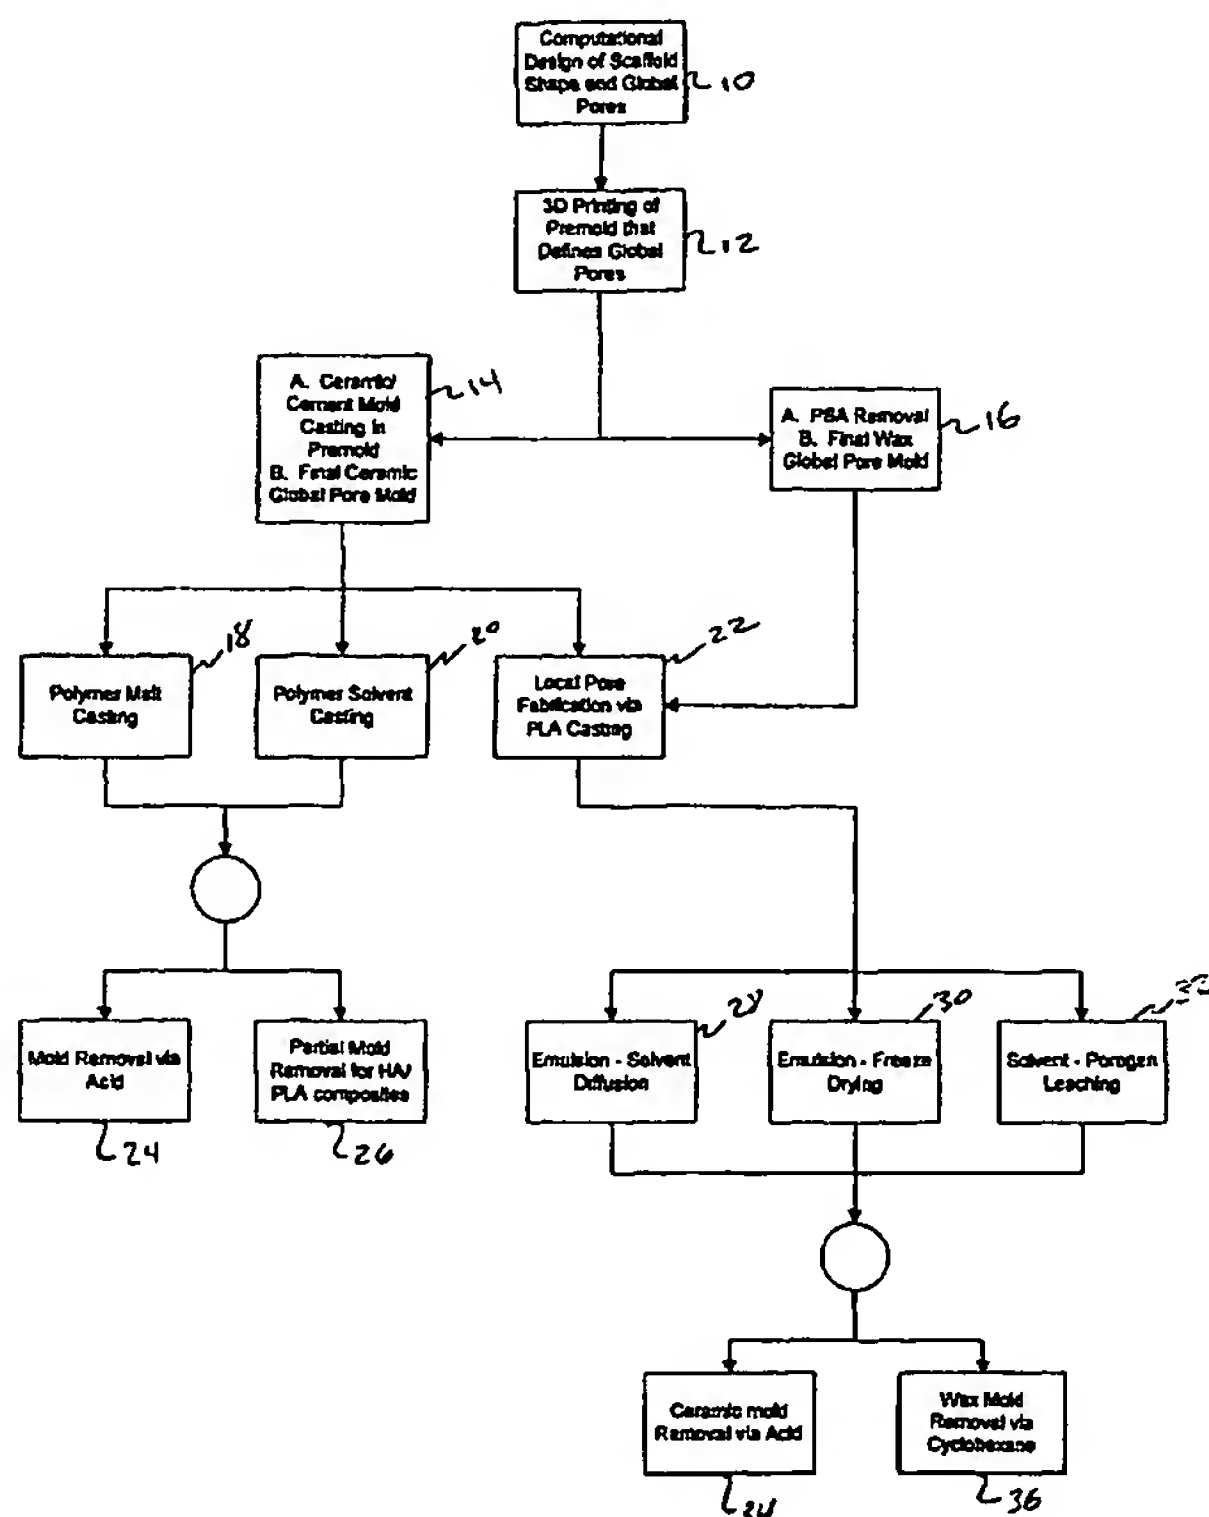 Computational
Design of Scaffold
Shape and Global
Pores
10
3D Printing of
Premold that
Defines Global
Pores
12
A. Ceramic/
Cement Mold
Casting in
Premold
B. Final Ceramic
Global Pore Mold
14
A. PSA Removal
B. Final Wax
Global Pore Mold
16
Polymer Melt
Casting
18
Polymer Solvent
Casting
20
Local Pore
Fabrication via
PLA Casting
22
Mold Removal via
Acid
24
Partial Mold
Removal for HA/
PLA composites
26
Emulsion - Solvent
Diffusion
Emulsion - Freeze
Drying
30
Solvent - Porogen
Leaching
32
Ceramic mold
Removal via Acid
Wax Mold
Removal via
Cyclohexane
36